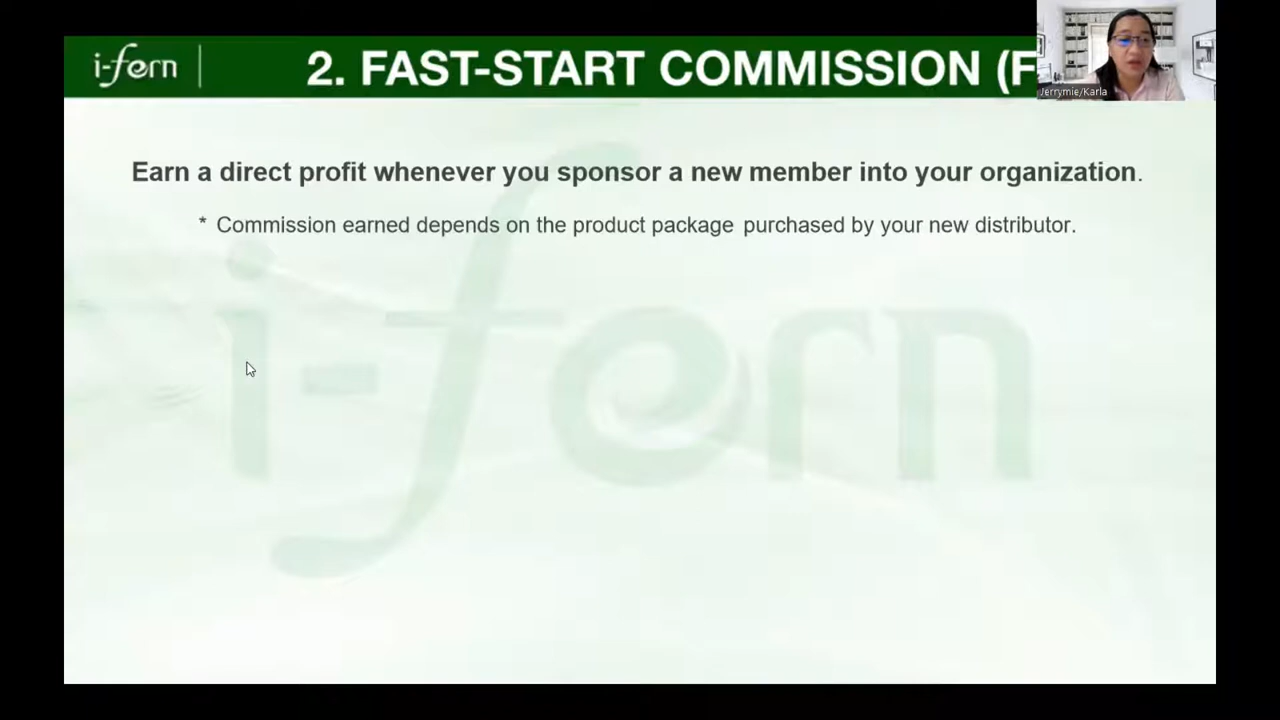 i-fern
2. FAST-START COMMISSION (F
Jerrymie/Karla
Earn a direct profit whenever you sponsor a new member into your organization.
* Commission earned depends on the product package purchased by your new distributor.
i-fern